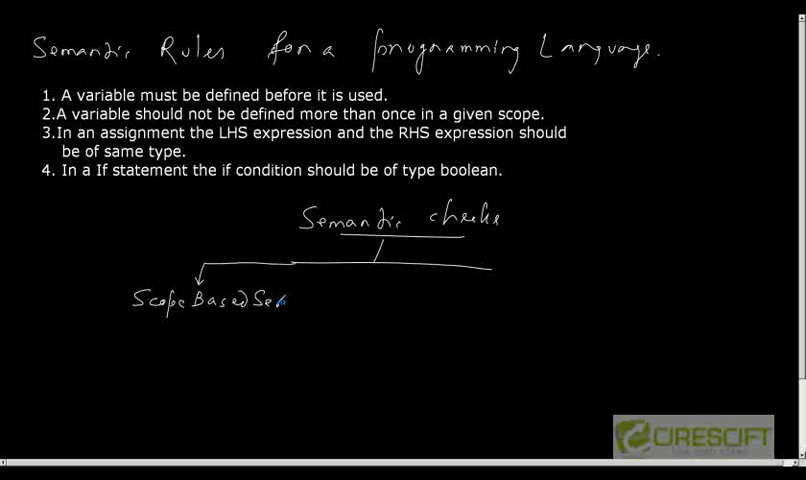 Semantic Rules for a programming Language.
1. A variable must be defined before it is used.
2.A variable should not be defined more than once in a given scope.
3.In an assignment the LHS expression and the RHS expression should
be of same type.
4. In a If statement the if condition should be of type boolean.
Semantic checks
Scope Based Se
CIRESCIFT